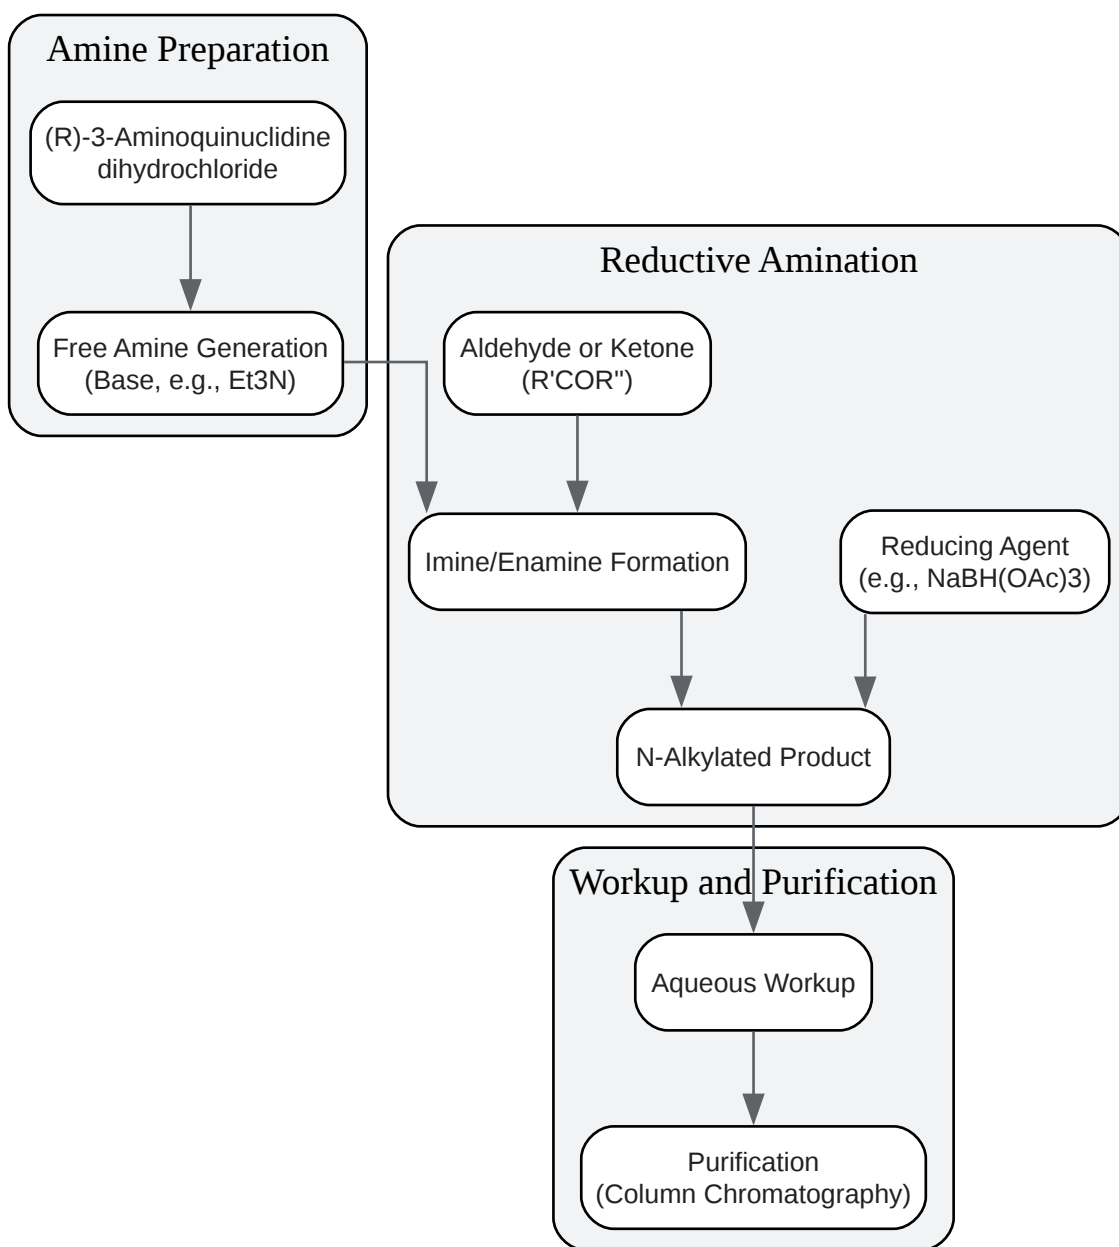 Amine Preparation
(R)-3-Aminoquinuclidine
dihydrochloride
Free Amine Generation
(Base, e.g., Et3N)
Reductive Amination
Aldehyde or Ketone
(R'COR")
Imine/Enamine Formation
Reducing Agent
(e.g., NaBH(OAc)3)
N-Alkylated Product
Workup and Purification
Aqueous Workup
Purification
(Column Chromatography)